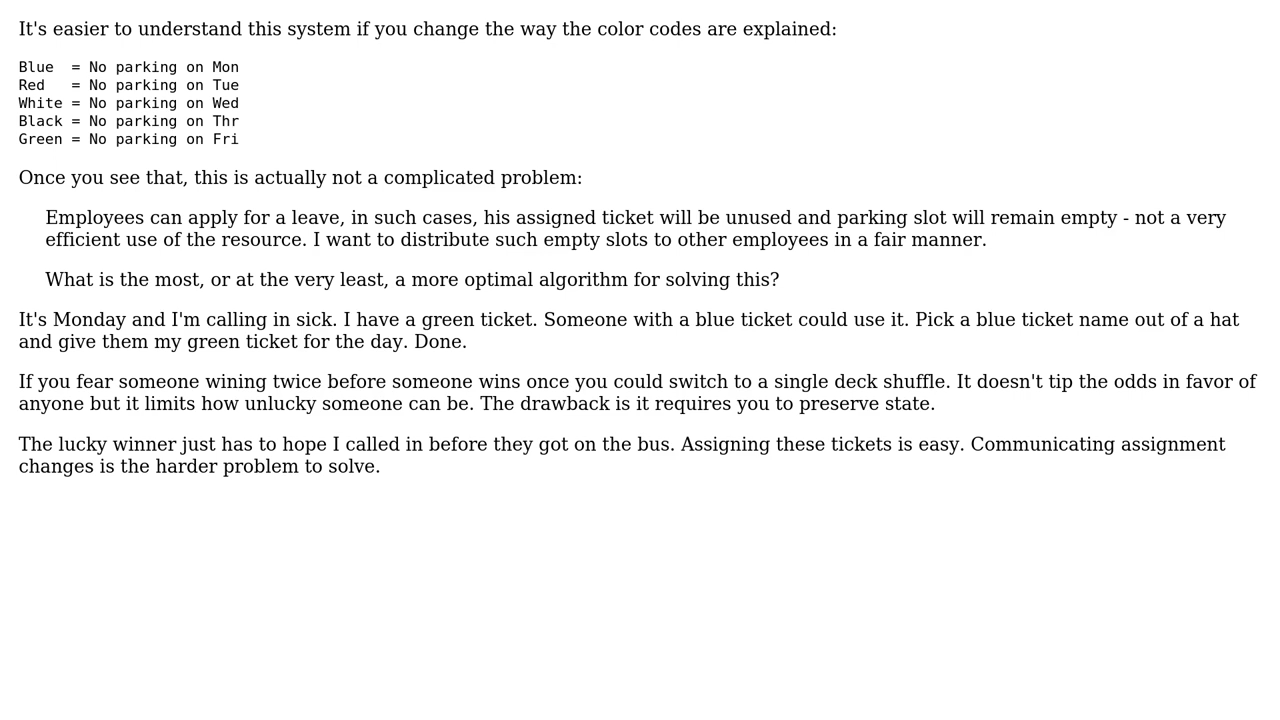 It's easier to understand this system if you change the way the color codes are explained:
Blue  = No parking on Mon
Red   = No parking on Tue
White = No parking on Wed
Black = No parking on Thr
Green = No parking on Fri
Once you see that, this is actually not a complicated problem:
Employees can apply for a leave, in such cases, his assigned ticket will be unused and parking slot will remain empty - not a very
efficient use of the resource. I want to distribute such empty slots to other employees in a fair manner.
What is the most, or at the very least, a more optimal algorithm for solving this?
It's Monday and I'm calling in sick. I have a green ticket. Someone with a blue ticket could use it. Pick a blue ticket name out of a hat
and give them my green ticket for the day. Done.
If you fear someone wining twice before someone wins once you could switch to a single deck shuffle. It doesn't tip the odds in favor of
anyone but it limits how unlucky someone can be. The drawback is it requires you to preserve state.
The lucky winner just has to hope I called in before they got on the bus. Assigning these tickets is easy. Communicating assignment
changes is the harder problem to solve.